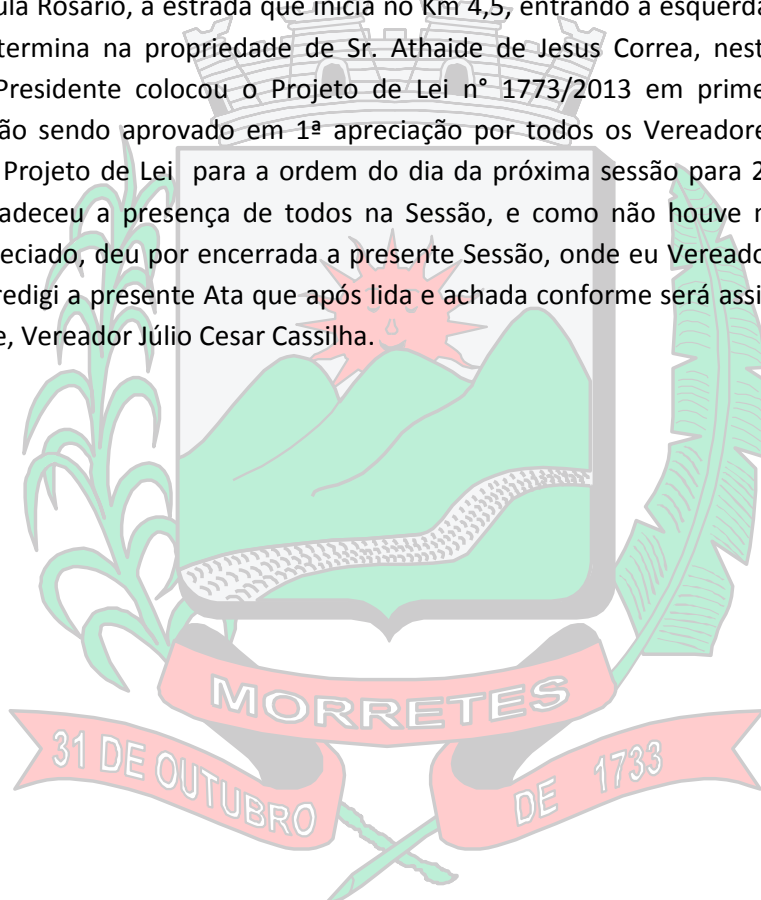 ula Rosário, a estrada que inicia no Km 4,5, entrando à esquerda
termina na propriedade de Sr. Athaide de Jesus Correa, nest
Presidente colocou o Projeto de Lei n° 1773/2013 em prime
ão sendo aprovado em 1ª apreciação por todos os Vereadore
Projeto de Lei para a ordem do dia da próxima sessão para 2
adeceu a presença de todos na Sessão, e como não houve n
eciado, deu por encerrada a presente Sessão, onde eu Vereado
redigi a presente Ata que após lida e achada conforme será assi
e, Vereador Júlio Cesar Cassilha.
MORRETES
31 DE OUTUBRO DE 1733